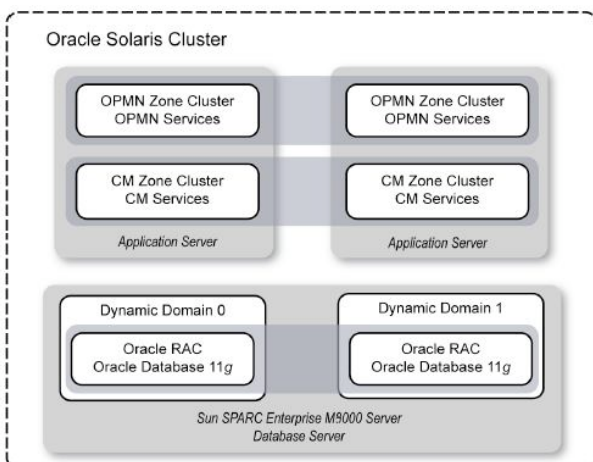 Oracle Solaris Cluster
OPMN Zone Cluster
OPMN Services
OPMN Zone Cluster
OPMN Services
CM Zone Cluster
CM Services
CM Zone Cluster
CM Services
Application Server
Application Server
Dynamic Domain 0
Dynamic Domain 1
Oracle RAC
Oracle Database 11g
Oracle RAC
Oracle Database 11g
Sun SPARC Enterprise M8000 Server
Database Server